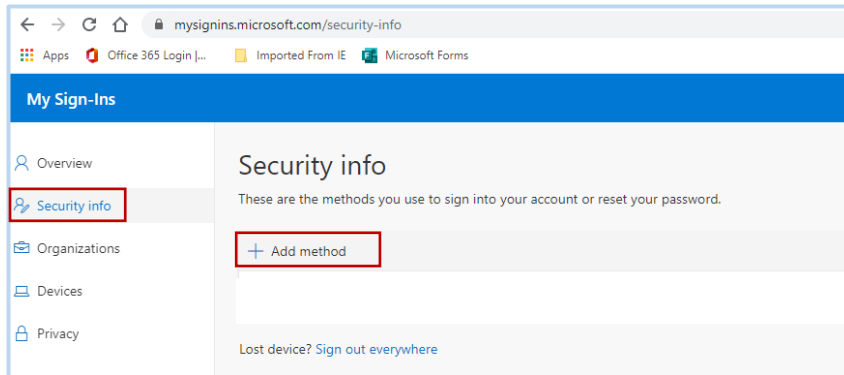 mysignins.microsoft.com/security-info
Apps Office 365 Login |... Imported From IE Microsoft Forms
My Sign-Ins
Overview
Security info
Organizations
Devices
Privacy
Security info
These are the methods you use to sign into your account or reset your password.
+ Add method
Lost device? Sign out everywhere